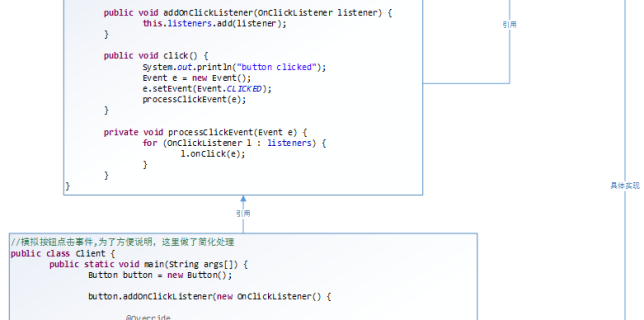 public void addOnClickListener(OnClickListener listener) {
this.listeners.add(listener);
}
引用
public void click() {
System.out.println("button clicked");
Event e = new Event();
e.setEvent(Event.CLICKED);
processClickEvent(e);
}
private void processClickEvent(Event e) {
for (OnClickListener l : listeners) {
l.onClick(e);
}
}
}
具体实现
引用
//模拟按钮点击事件,为了方便说明，这里做了简化处理
public class Client {
public static void main(String args[]) {
Button button = new Button();
button.addOnClickListener(new OnClickListener() {
@Override